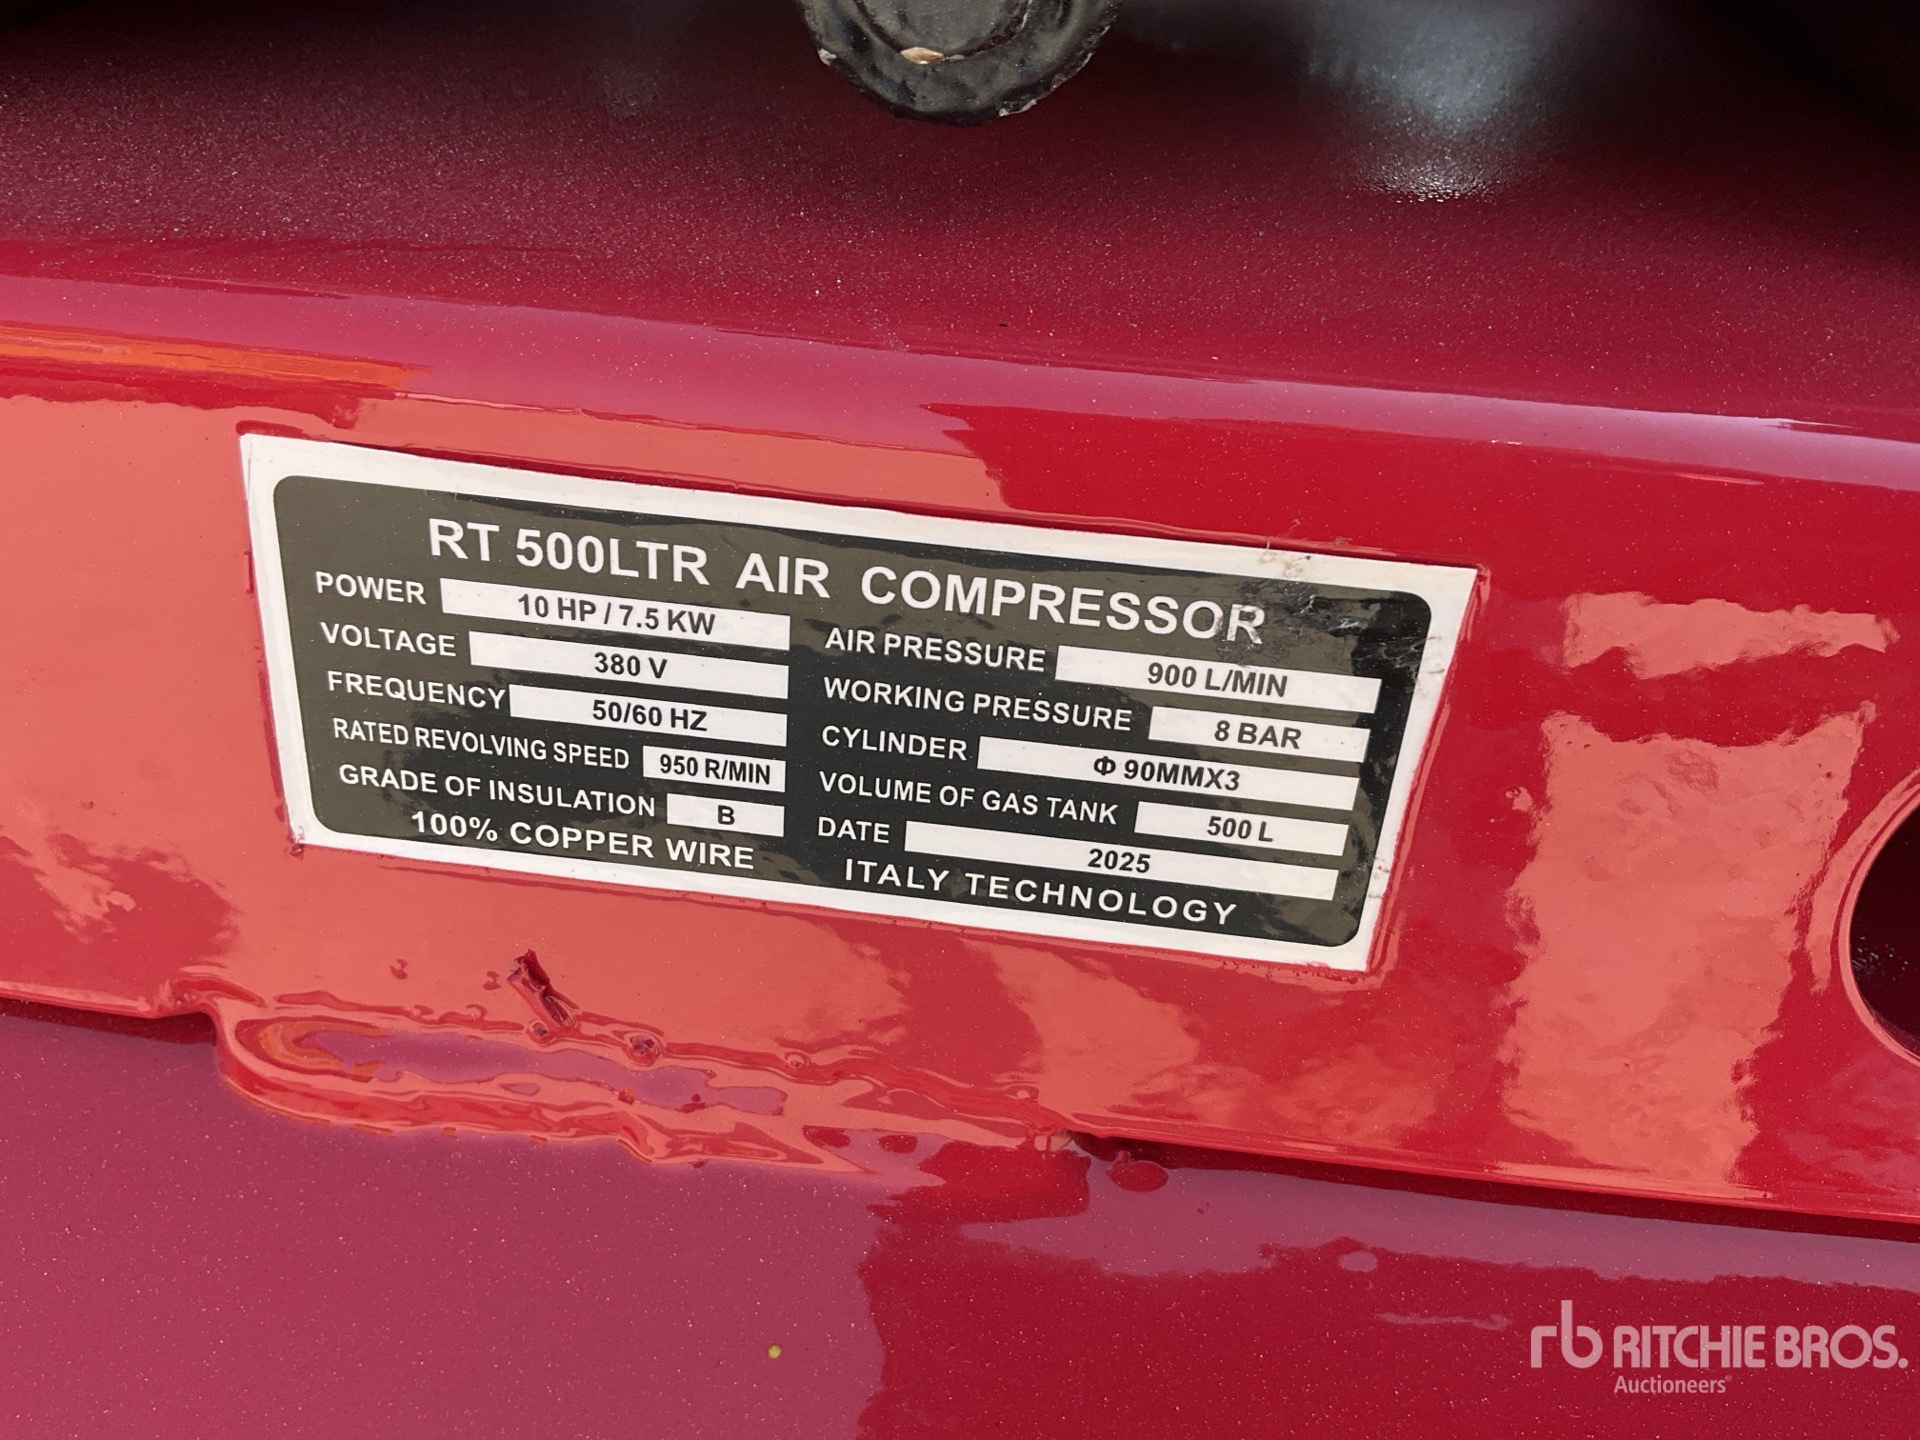 RT 500LTR AIR COMPRESSOR
POWER 10 HP / 7.5 KW
VOLTAGE 380 V
FREQUENCY 50/60 HZ
RATED REVOLVING SPEED 950 R/MIN
GRADE OF INSULATION B
100% COPPER WIRE
AIR PRESSURE 900 L/MIN
WORKING PRESSURE 8 BAR
CYLINDER Φ 90MMX3
VOLUME OF GAS TANK 500 L
DATE 2025
ITALY TECHNOLOGY
rb RITCHIE BROS.
Auctioneers®